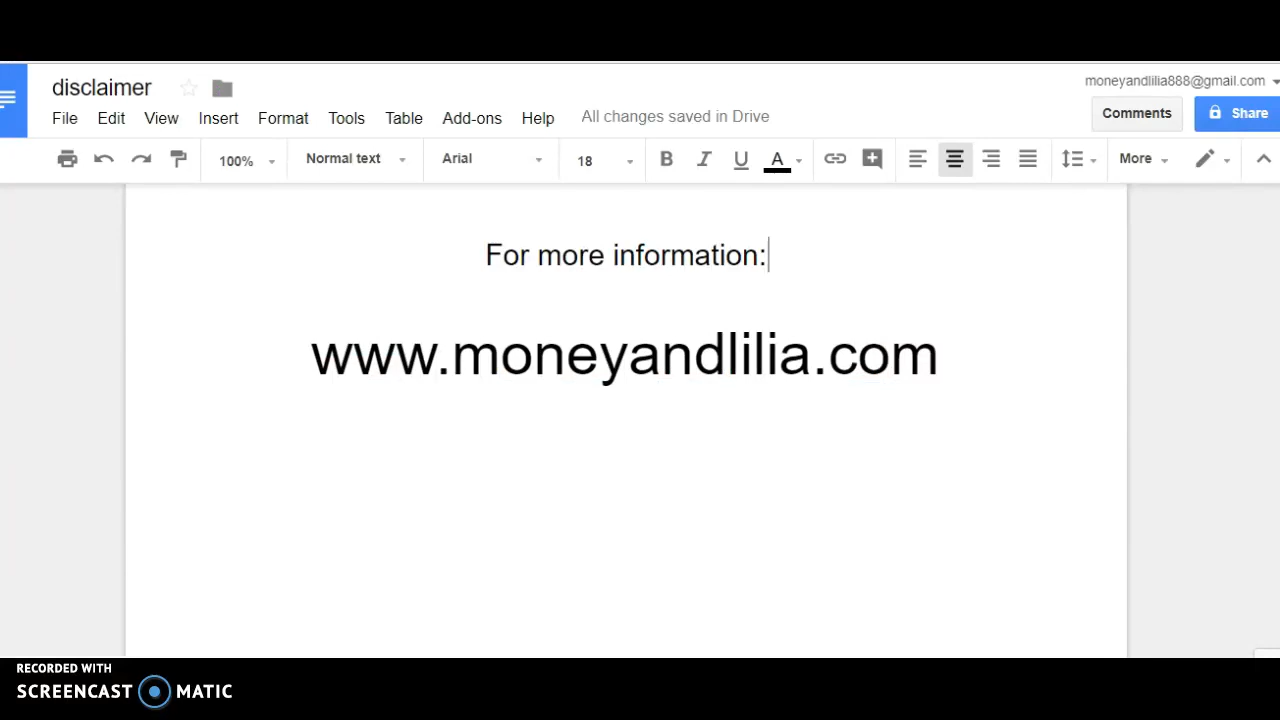 disclaimer
moneyandlilia888@gmail.com
File Edit View Insert Format Tools Table Add-ons Help All changes saved in Drive
Comments Share
100% Normal text Arial 18 B I U A More
For more information:
www.moneyandlilia.com
RECORDED WITH
SCREENCAST MATIC